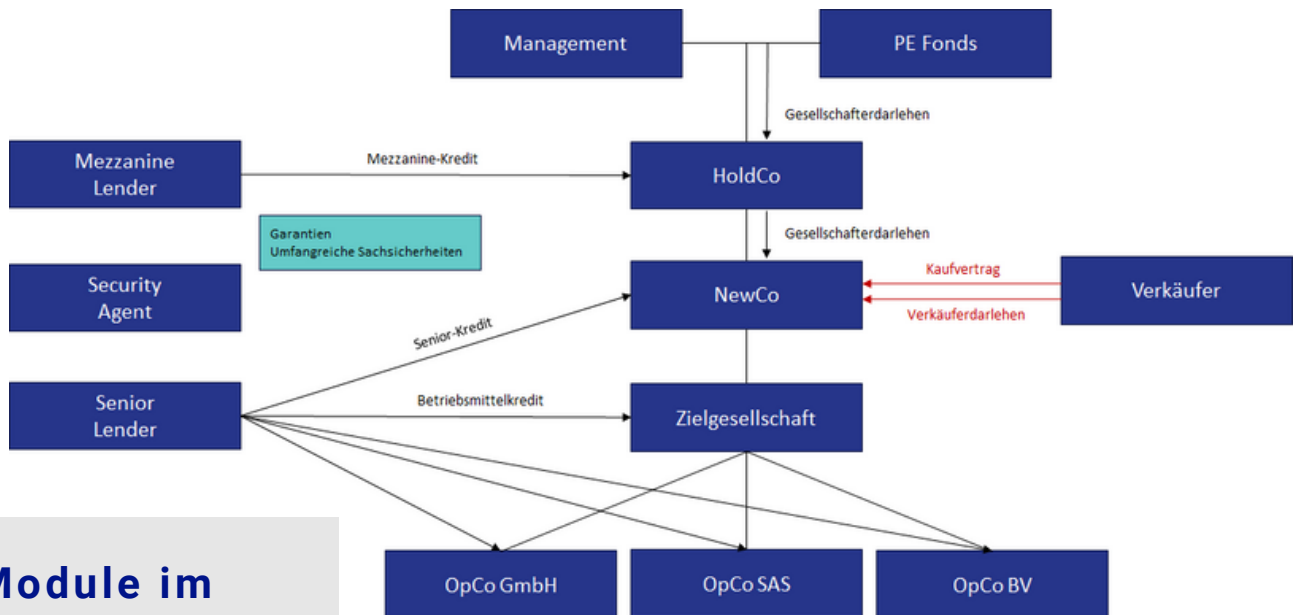 Management
PE Fonds
Gesellschafterdarlehen
Mezzanine
Lender
Mezzanine-Kredit
HoldCo
Garantien
Umfangreiche Sachsicherheiten
Gesellschafterdarlehen
Security
Agent
NewCo
Kaufvertrag
Verkäuferdarlehen
Verkäufer
Senior-Kredit
Senior
Lender
Betriebsmittelkredit
Zielgesellschaft
Module im
OpCo GmbH
OpCo SAS
OpCo BV